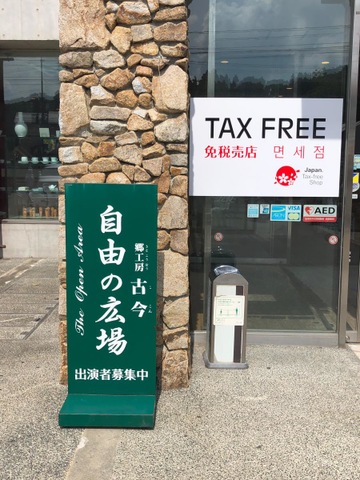 TAX FREE
免税売店 면세점
Japan.
Tax-free
Shop
VISA
AED
郷工房 古今
自由の広場
The Open Area
出演者募集中